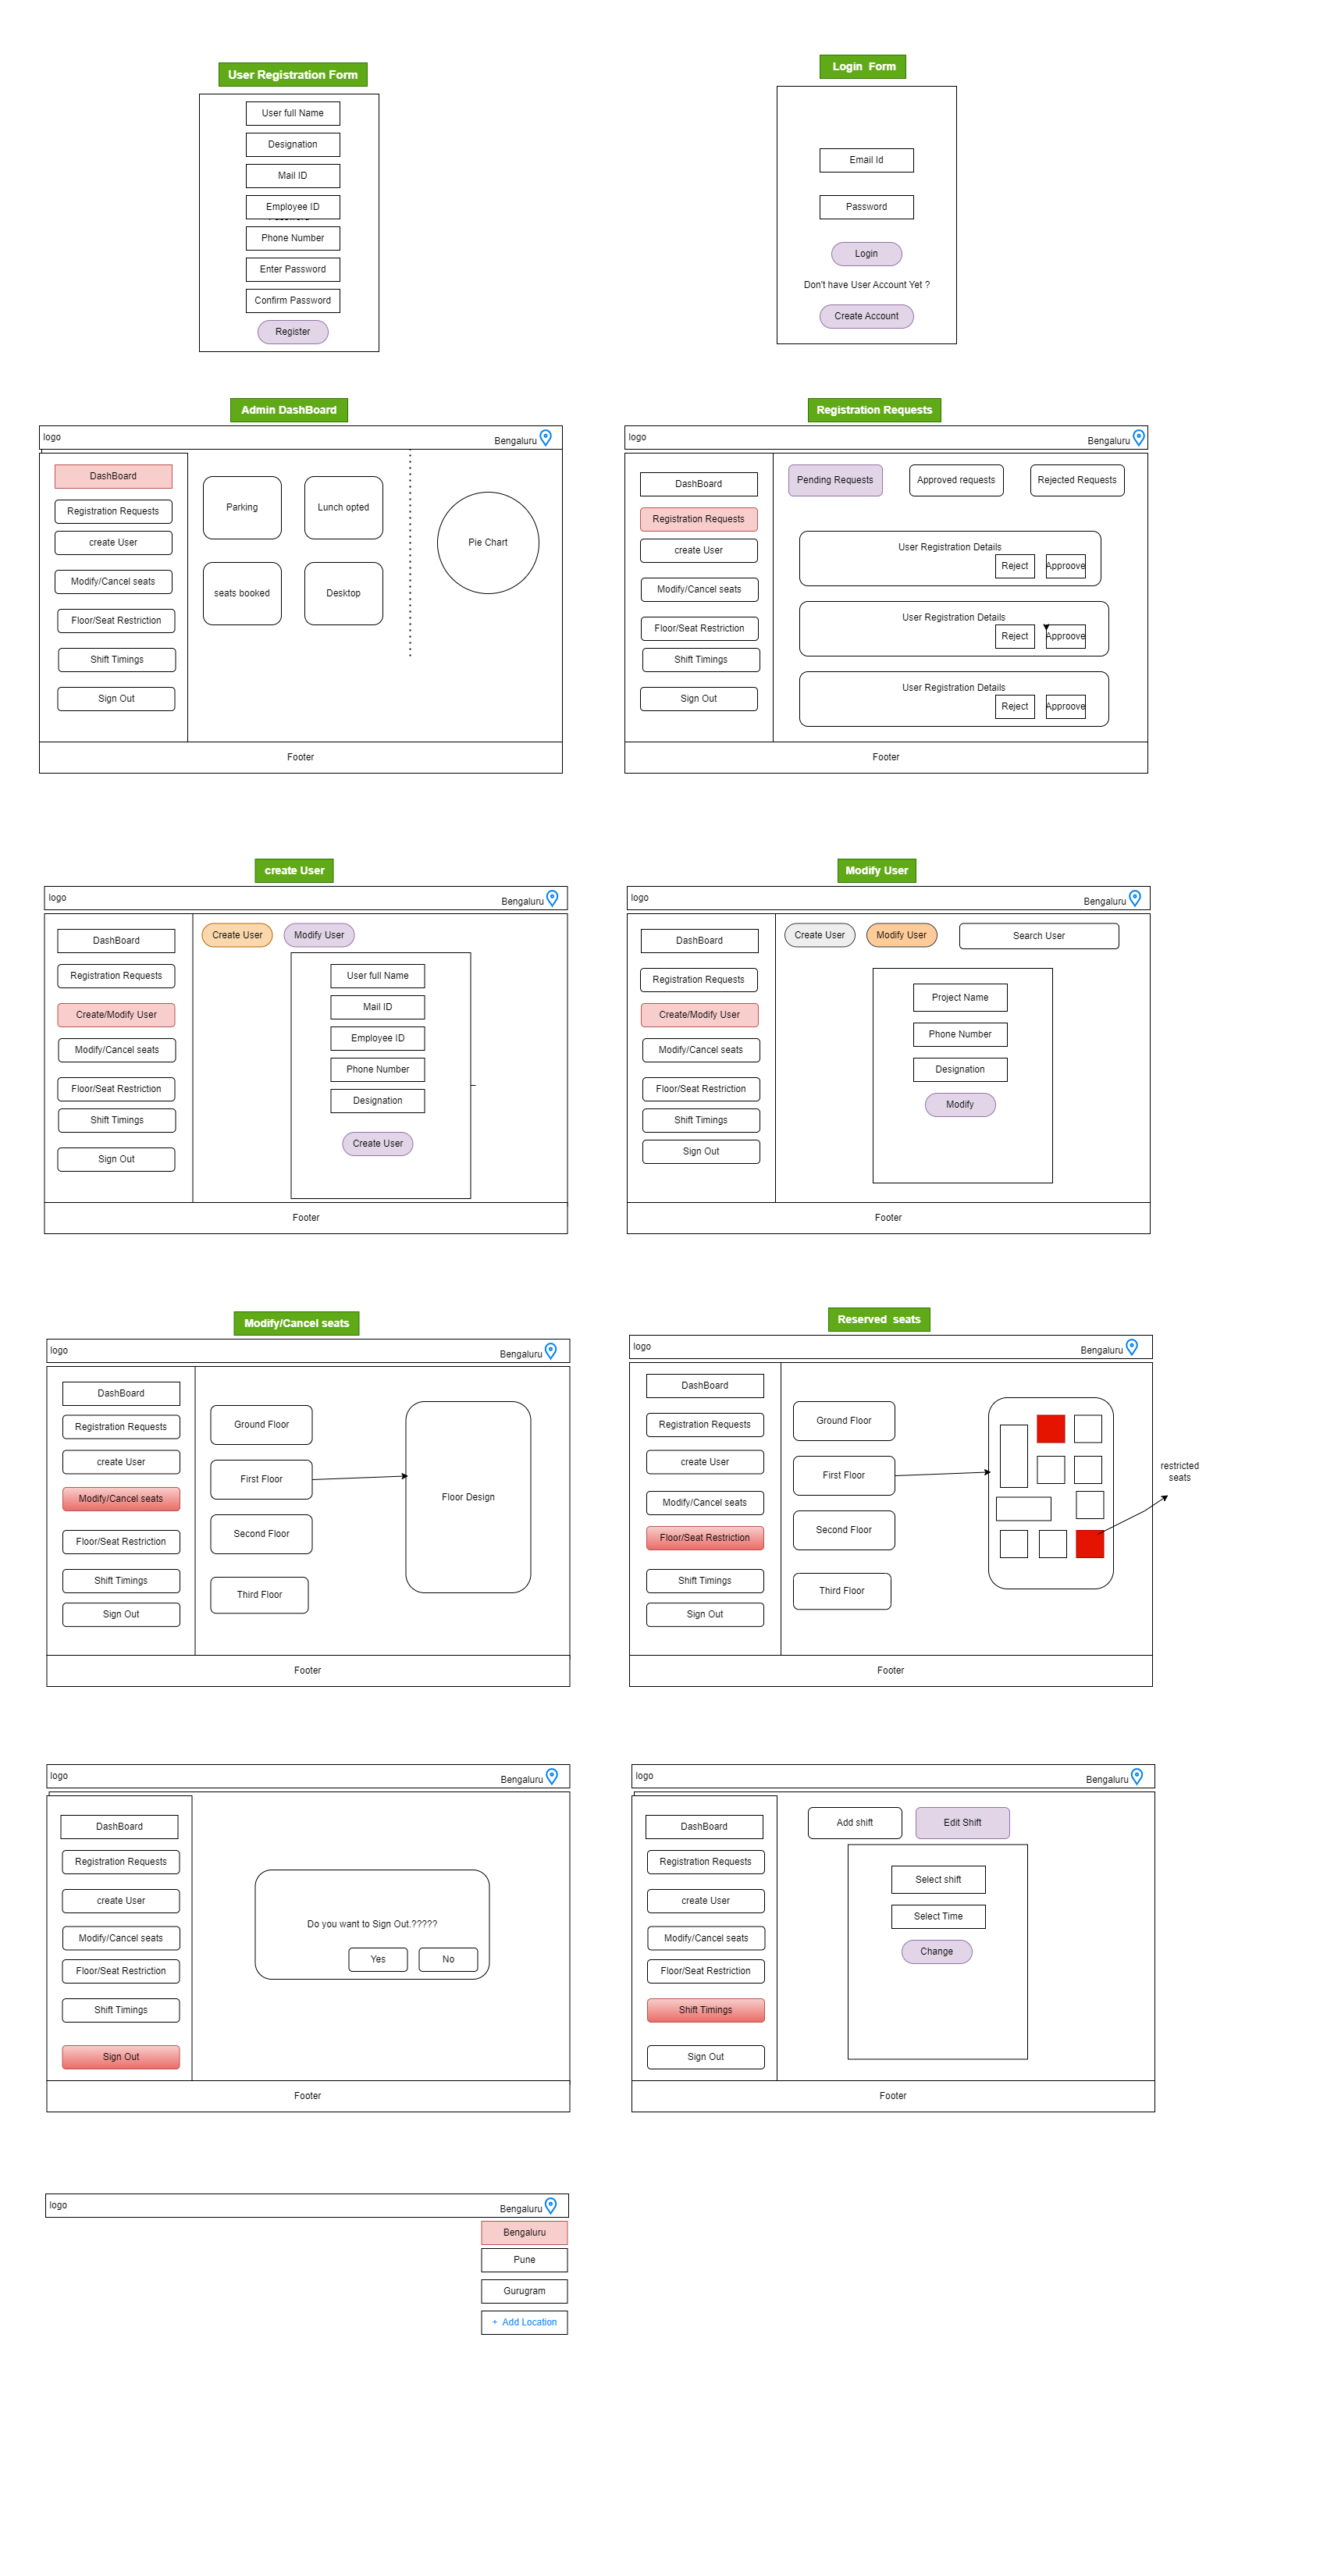 User Registration Form
User full Name
Designation
Mail ID
Employee ID
Phone Number
Enter Password
Confirm Password
Register
Login  Form
Email Id
Password
Login
Don't have User Account Yet ?
Create Account
Admin DashBoard
logo
Bengaluru
DashBoard
Registration Requests
create User
Modify/Cancel seats
Floor/Seat Restriction
Shift Timings
Sign Out
Parking
Lunch opted
seats booked
Desktop
Pie Chart
Footer
Registration Requests
logo
Bengaluru
DashBoard
Registration Requests
create User
Modify/Cancel seats
Floor/Seat Restriction
Shift Timings
Sign Out
Pending Requests
Approved requests
Rejected Requests
User Registration Details
Reject
Approove
User Registration Details
Reject
Approove
User Registration Details
Reject
Approove
Footer
create User
logo
Bengaluru
DashBoard
Registration Requests
Create/Modify User
Modify/Cancel seats
Floor/Seat Restriction
Shift Timings
Sign Out
Create User
Modify User
User full Name
Mail ID
Employee ID
Phone Number
Designation
Create User
Footer
Modify User
logo
Bengaluru
DashBoard
Registration Requests
Create/Modify User
Modify/Cancel seats
Floor/Seat Restriction
Shift Timings
Sign Out
Create User
Modify User
Search User
Project Name
Phone Number
Designation
Modify
Footer
Modify/Cancel seats
logo
Bengaluru
DashBoard
Registration Requests
create User
Modify/Cancel seats
Floor/Seat Restriction
Shift Timings
Sign Out
Ground Floor
First Floor
Second Floor
Third Floor
Floor Design
Footer
Reserved  seats
logo
Bengaluru
DashBoard
Registration Requests
create User
Modify/Cancel seats
Floor/Seat Restriction
Shift Timings
Sign Out
Ground Floor
First Floor
Second Floor
Third Floor
restricted
seats
Footer
logo
Bengaluru
DashBoard
Registration Requests
create User
Modify/Cancel seats
Floor/Seat Restriction
Shift Timings
Sign Out
Do you want to Sign Out.?????
Yes
No
Footer
logo
Bengaluru
DashBoard
Registration Requests
create User
Modify/Cancel seats
Floor/Seat Restriction
Shift Timings
Sign Out
Add shift
Edit Shift
Select shift
Select Time
Change
Footer
logo
Bengaluru
Bengaluru
Pune
Gurugram
+ Add Location